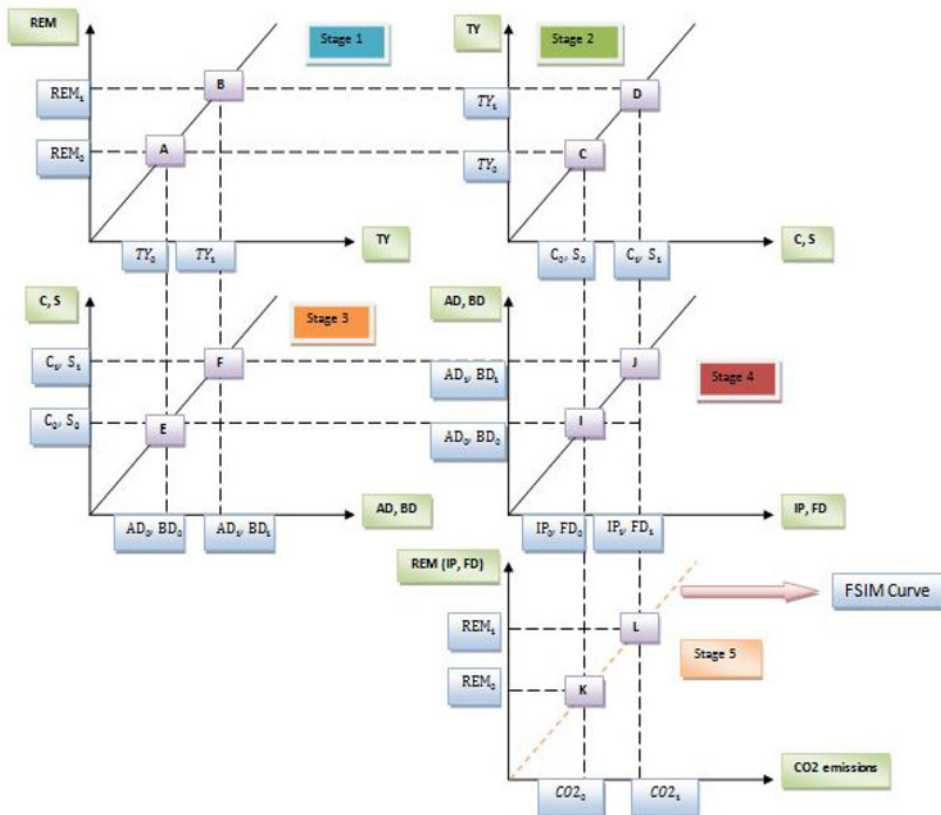 REM
Stage 1
REM₁
B
REM₀
A
TY₀
TY₁
TY
TY
Stage 2
TY₁
D
TY₀
C
C₀, S₀
C₁, S₁
C, S
C, S
Stage 3
C₁, S₁
F
C₀, S₀
E
AD₀, BD₀
AD₁, BD₁
AD, BD
AD, BD
Stage 4
AD₁, BD₁
J
AD₀, BD₀
I
IP₀, FD₀
IP₁, FD₁
IP, FD
REM (IP, FD)
FSIM Curve
REM₁
L
Stage 5
REM₀
K
CO2₀
CO2₁
CO2 emissions